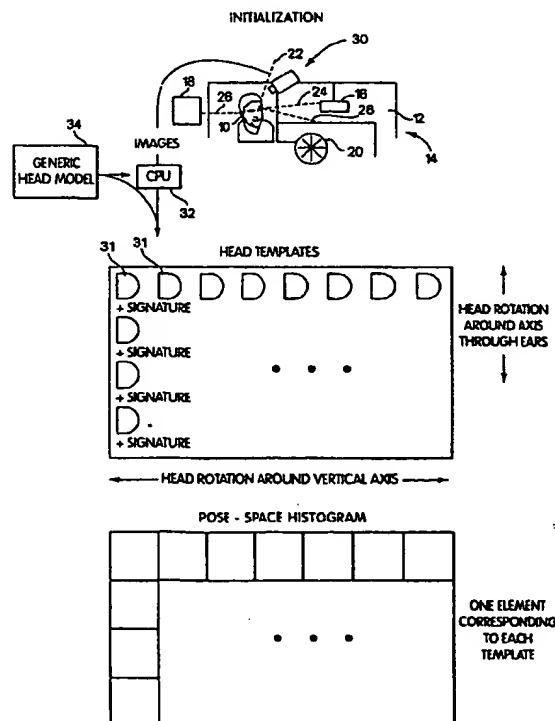 INITIALIZATION
22
30
18
24
16
26
10
28
12
34
IMAGES
20
14
GENERIC
HEAD MODEL
CPU
32
31
31
HEAD TEMPLATES
+ SIGNATURE
+ SIGNATURE
+ SIGNATURE
+ SIGNATURE
HEAD ROTATION
AROUND AXIS
THROUGH EARS
HEAD ROTATION AROUND VERTICAL AXIS
POSE - SPACE HISTOGRAM
ONE ELEMENT
CORRESPONDING
TO EACH
TEMPLATE